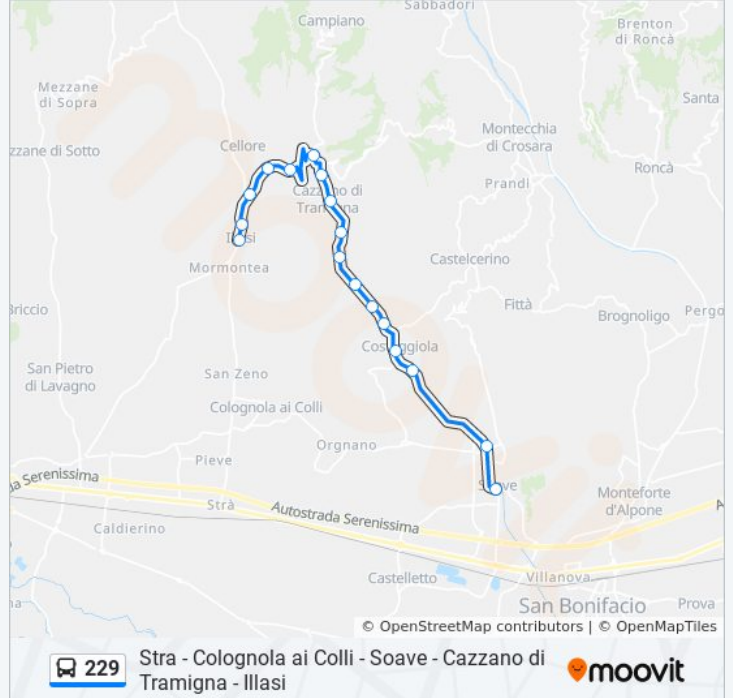 Sabbadori
Campiano
Brenton
di Roncà
Mezzane
di Sopra
Santa
Montecchia
di Crosara
Cellore
zzane di Sotto
Roncà
Prandi
Cazzano di
Tramigna
Illasi
Castelcerino
Mormontea
Fittà
Briccio
Brognoligo
Pergo
Costeggiola
San Pietro
di Lavagno
San Zeno
Colognola ai Colli
Orgnano
Pieve
da Serenissima
Soave
Monteforte
d'Alpone
Strà
A
Autostrada Serenissima
Caldierino
Castelletto
Villanova
na
San Bonifacio
Prova
© OpenStreetMap contributors | © OpenMapTiles
229
Stra - Colognola ai Colli - Soave - Cazzano di
Tramigna - Illasi
moovit